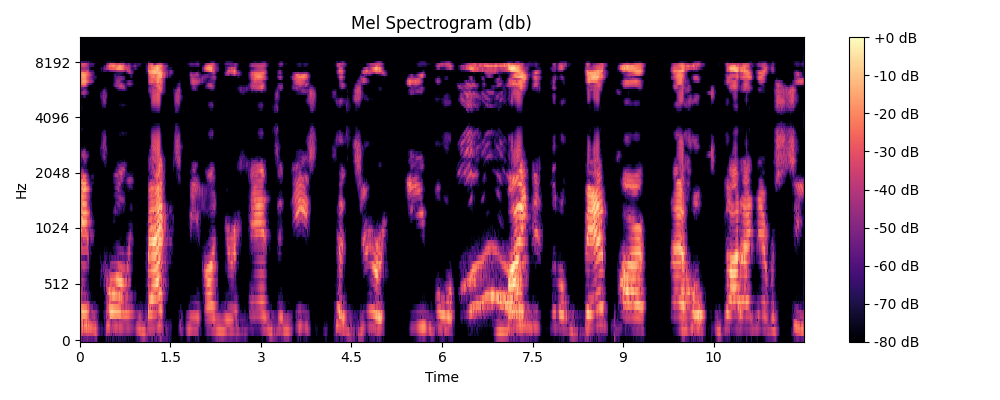 Mel Spectrogram (db)
8192
4096
2048
1024
512
0
Hz
0 1.5 3 4.5 6 7.5 9 10
Time
+0 dB
-10 dB
-20 dB
-30 dB
-40 dB
-50 dB
-60 dB
-70 dB
-80 dB